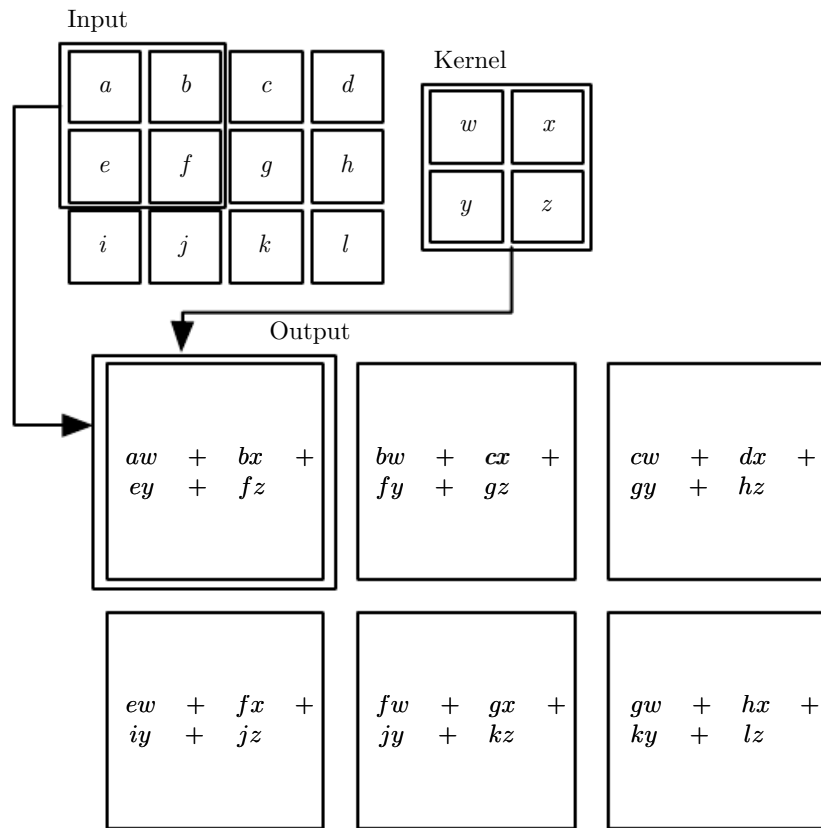 Input
a b c d
Kernel
w x
e f g h
y z
i j k l
Output
aw + bx +
ey + fz
bw + cx +
fy + gz
cw + dx +
gy + hz
ew + fx +
iy + jz
fw + gx +
jy + kz
gw + hx +
ky + lz